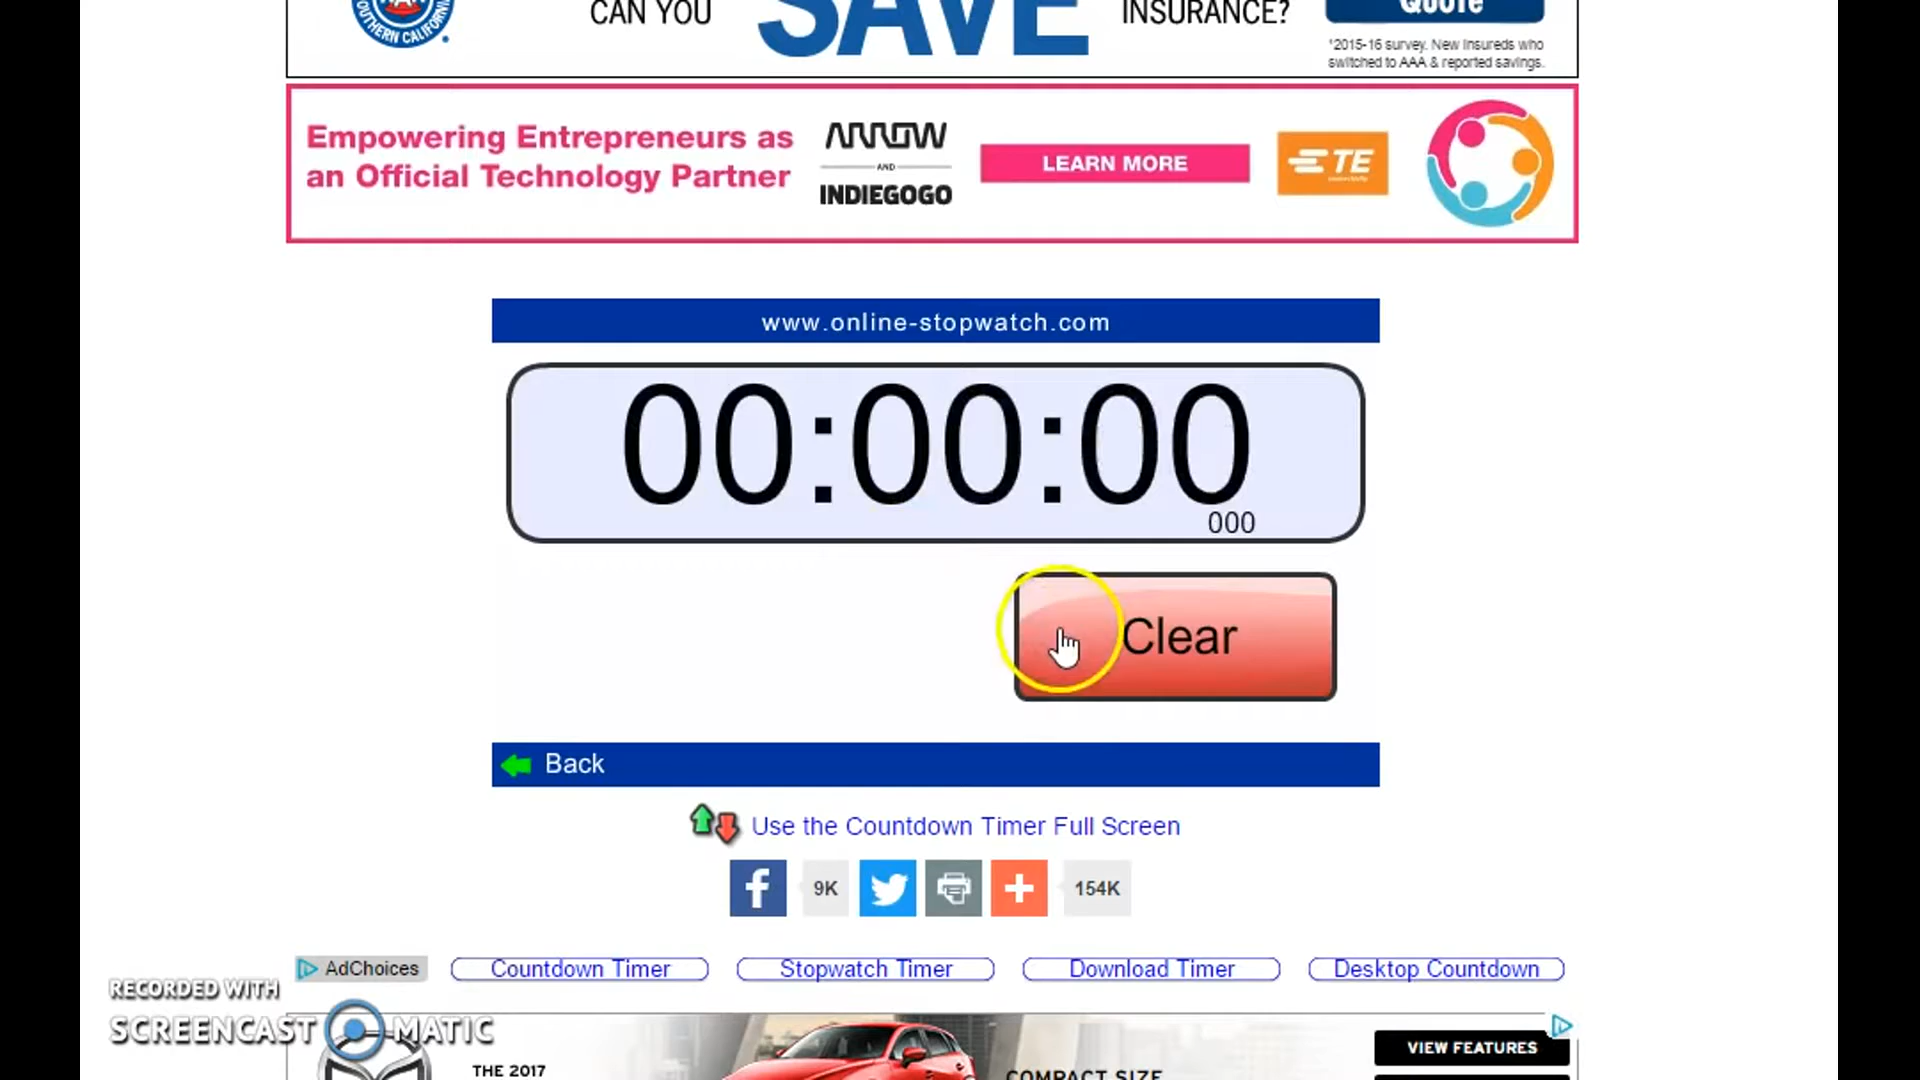 SOUTHERN CALIFORNIA
CAN YOU
SAVE
INSURANCE?
Quote
*2015-16 survey. New Insureds who
switched to AAA & reported savings.
Empowering Entrepreneurs as
an Official Technology Partner
ARROW
AND
INDIEGOGO
LEARN MORE
TE
www.online-stopwatch.com
00:00:00
000
Clear
Back
Use the Countdown Timer Full Screen
f
9K
154K
AdChoices
Countdown Timer
Stopwatch Timer
Download Timer
Desktop Countdown
RECORDED WITH
SCREENCAST-O-MATIC
THE 2017
COMPACT SIZE
VIEW FEATURES